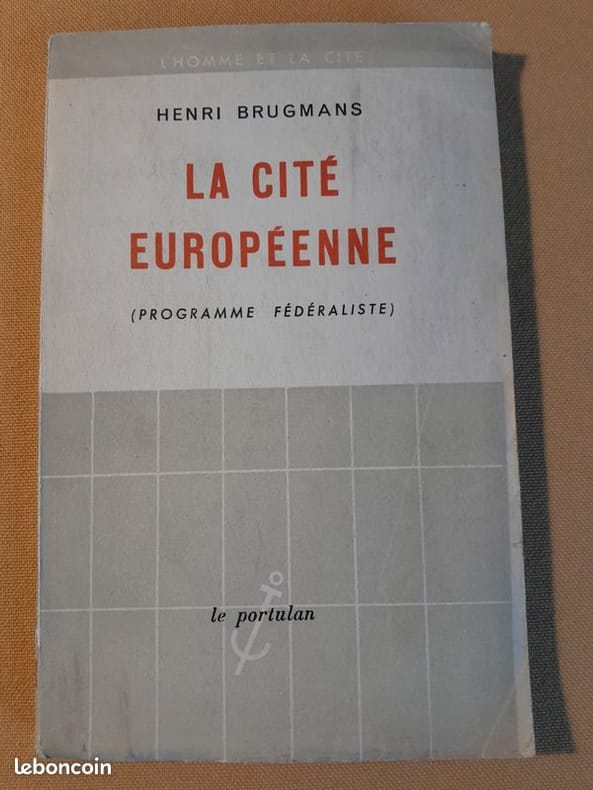 L'HOMME ET LA CITÉ
HENRI BRUGMANS
LA CITÉ
EUROPÉENNE
(PROGRAMME FÉDÉRALISTE)
le portulan
leboncoin